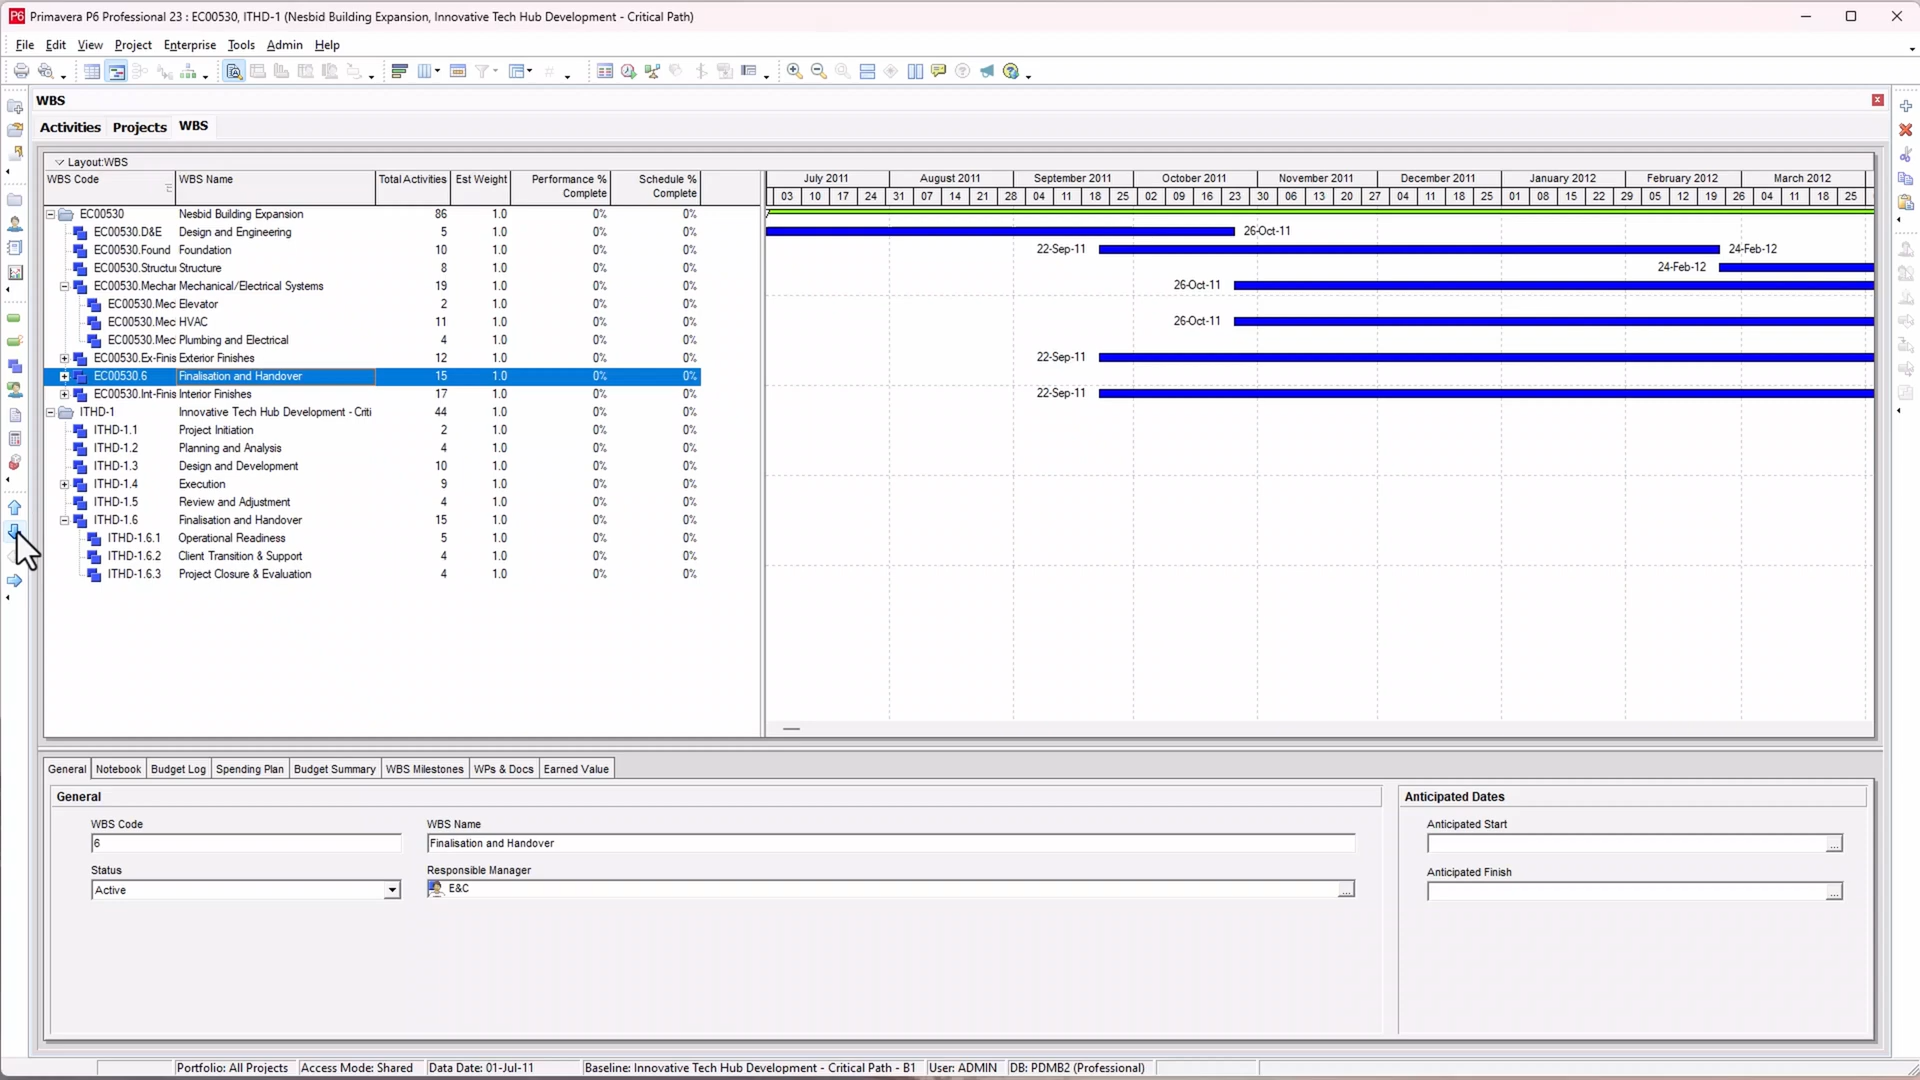 Primavera P6 Professional 23 : EC00530, ITHD-1 (Nesbid Building Expansion, Innovative Tech Hub Development - Critical Path)
File Edit View Project Enterprise Tools Admin Help
WBS
Activities Projects WBS
Layout:WBS
WBS Code WBS Name Total Activities Est Weight Performance % Complete Schedule % Complete
July 2011 August 2011 September 2011 October 2011 November 2011 December 2011 January 2012 February 2012 March 2012
03 10 17 24 31 07 14 21 28 04 11 18 25 02 09 16 23 30 06 13 20 27 04 11 18 25 01 08 15 22 29 05 12 19 26 04 11 18 25
EC00530 Nesbid Building Expansion 86 1.0 0% 0%
EC00530.D&E Design and Engineering 5 1.0 0% 0% 26-Oct-11
EC00530.Found Foundation 10 1.0 0% 0% 22-Sep-11 24-Feb-12
EC00530.Structu Structure 8 1.0 0% 0% 24-Feb-12
EC00530.Mechar Mechanical/Electrical Systems 19 1.0 0% 0% 26-Oct-11
EC00530.Mec Elevator 2 1.0 0% 0%
EC00530.Mec HVAC 11 1.0 0% 0% 26-Oct-11
EC00530.Mec Plumbing and Electrical 4 1.0 0% 0%
EC00530.Ex-Finis Exterior Finishes 12 1.0 0% 0% 22-Sep-11
EC00530.6 Finalisation and Handover 15 1.0 0% 0%
EC00530.Int-Finis Interior Finishes 17 1.0 0% 0% 22-Sep-11
ITHD-1 Innovative Tech Hub Development - Criti 44 1.0 0% 0%
ITHD-1.1 Project Initiation 2 1.0 0% 0%
ITHD-1.2 Planning and Analysis 4 1.0 0% 0%
ITHD-1.3 Design and Development 10 1.0 0% 0%
ITHD-1.4 Execution 9 1.0 0% 0%
ITHD-1.5 Review and Adjustment 4 1.0 0% 0%
ITHD-1.6 Finalisation and Handover 15 1.0 0% 0%
ITHD-1.6.1 Operational Readiness 5 1.0 0% 0%
ITHD-1.6.2 Client Transition & Support 4 1.0 0% 0%
ITHD-1.6.3 Project Closure & Evaluation 4 1.0 0% 0%
General Notebook Budget Log Spending Plan Budget Summary WBS Milestones WPs & Docs Earned Value
General Anticipated Dates
WBS Code WBS Name Anticipated Start
6 Finalisation and Handover ...
Status Responsible Manager Anticipated Finish
Active E&C ... ...
Portfolio: All Projects Access Mode: Shared Data Date: 01-Jul-11 Baseline: Innovative Tech Hub Development - Critical Path - B1 User: ADMIN DB: PDMB2 (Professional)